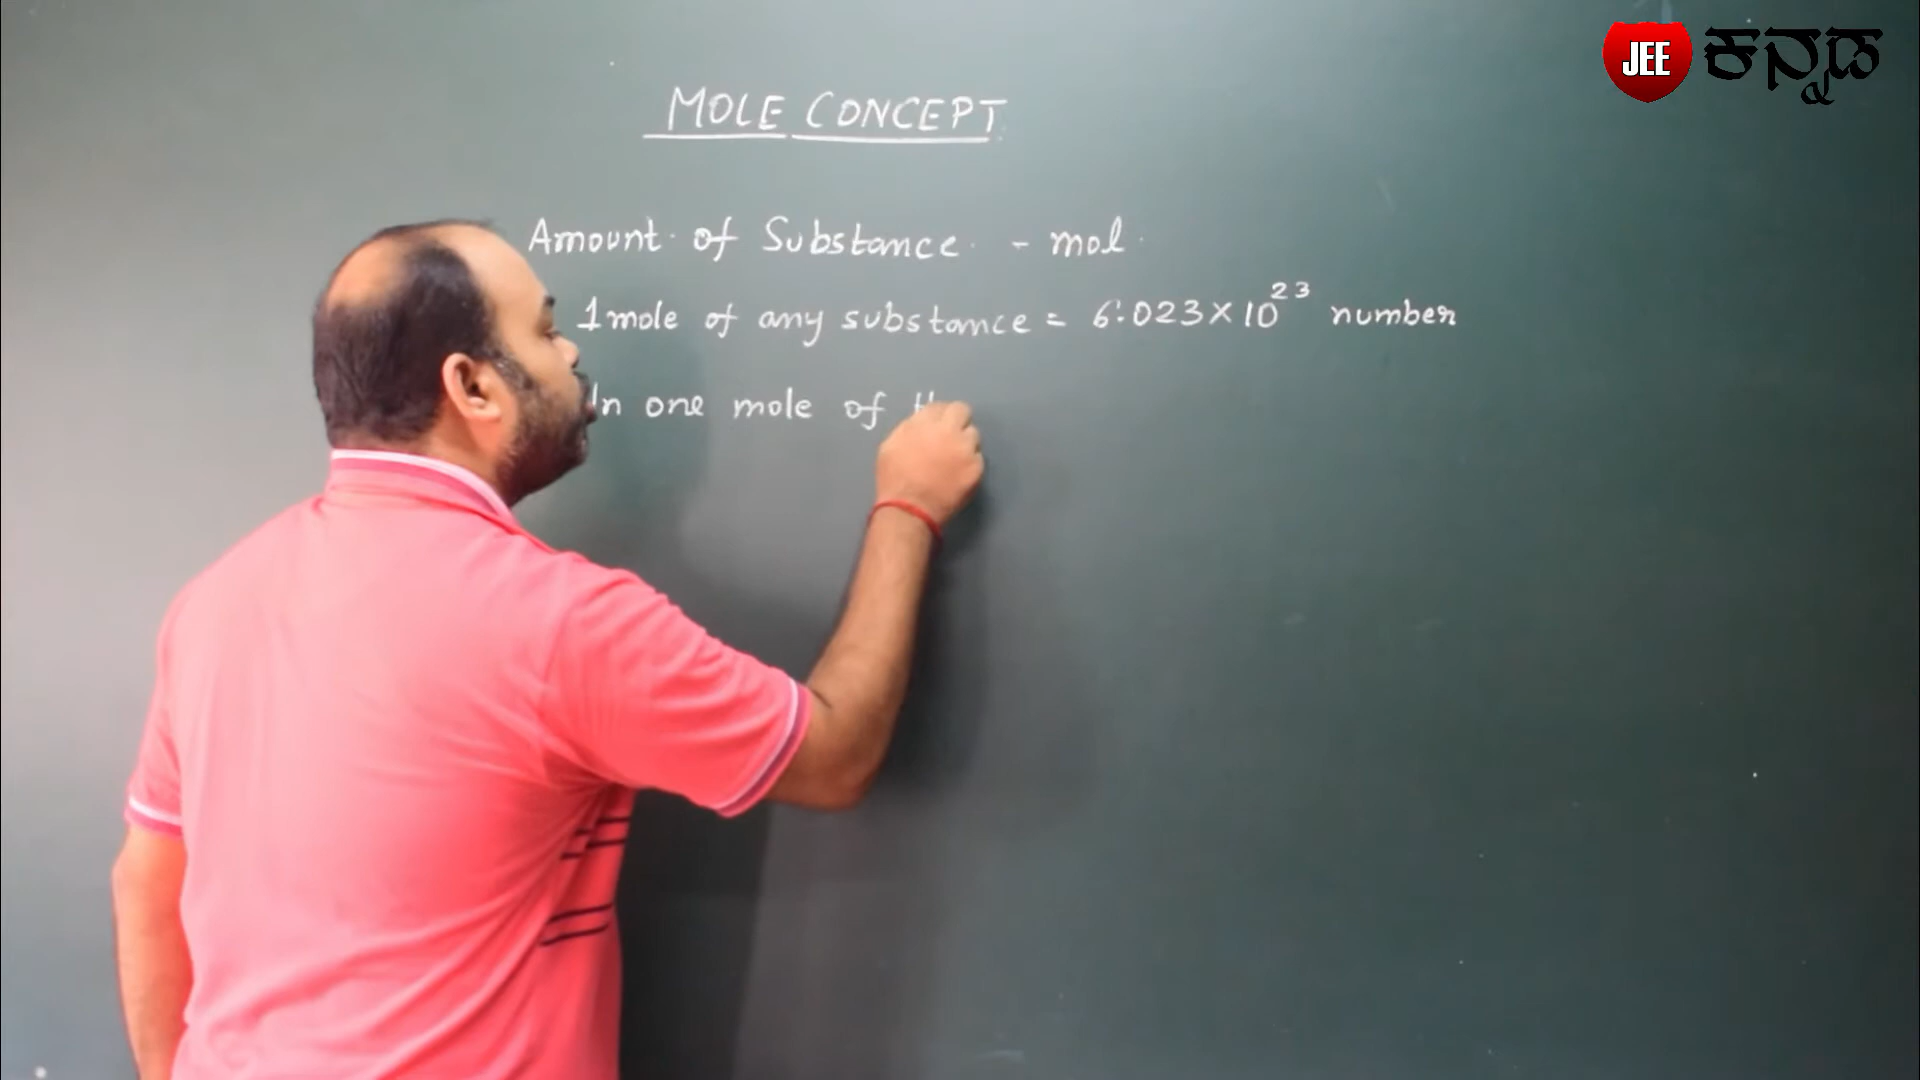 JEE ಕನ್ನಡ
MOLE CONCEPT
Amount of Substance - mol
1 mole of any substance = 6.023 × 10²³ number
In one mole of